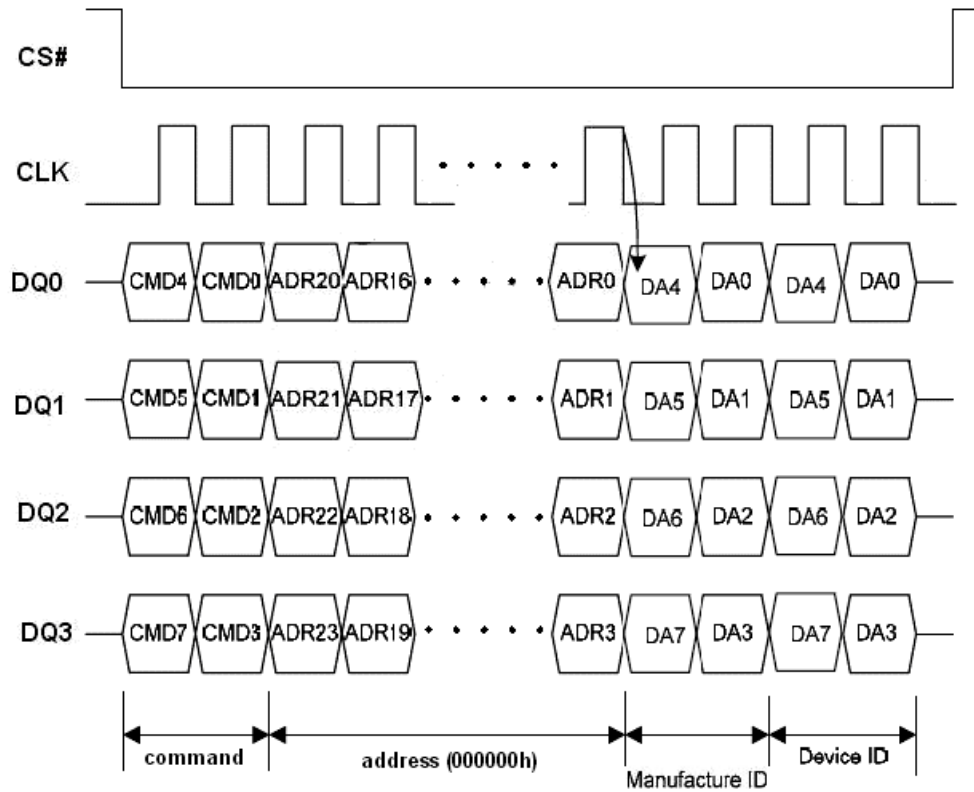 CS#
CLK
DQ0 CMD4 CMD0 ADR20 ADR16 ADR0 DA4 DA0 DA4 DA0
DQ1 CMD5 CMD1 ADR21 ADR17 ADR1 DA5 DA1 DA5 DA1
DQ2 CMD6 CMD2 ADR22 ADR18 ADR2 DA6 DA2 DA6 DA2
DQ3 CMD7 CMD3 ADR23 ADR19 ADR3 DA7 DA3 DA7 DA3
command address (000000h) Manufacture ID Device ID